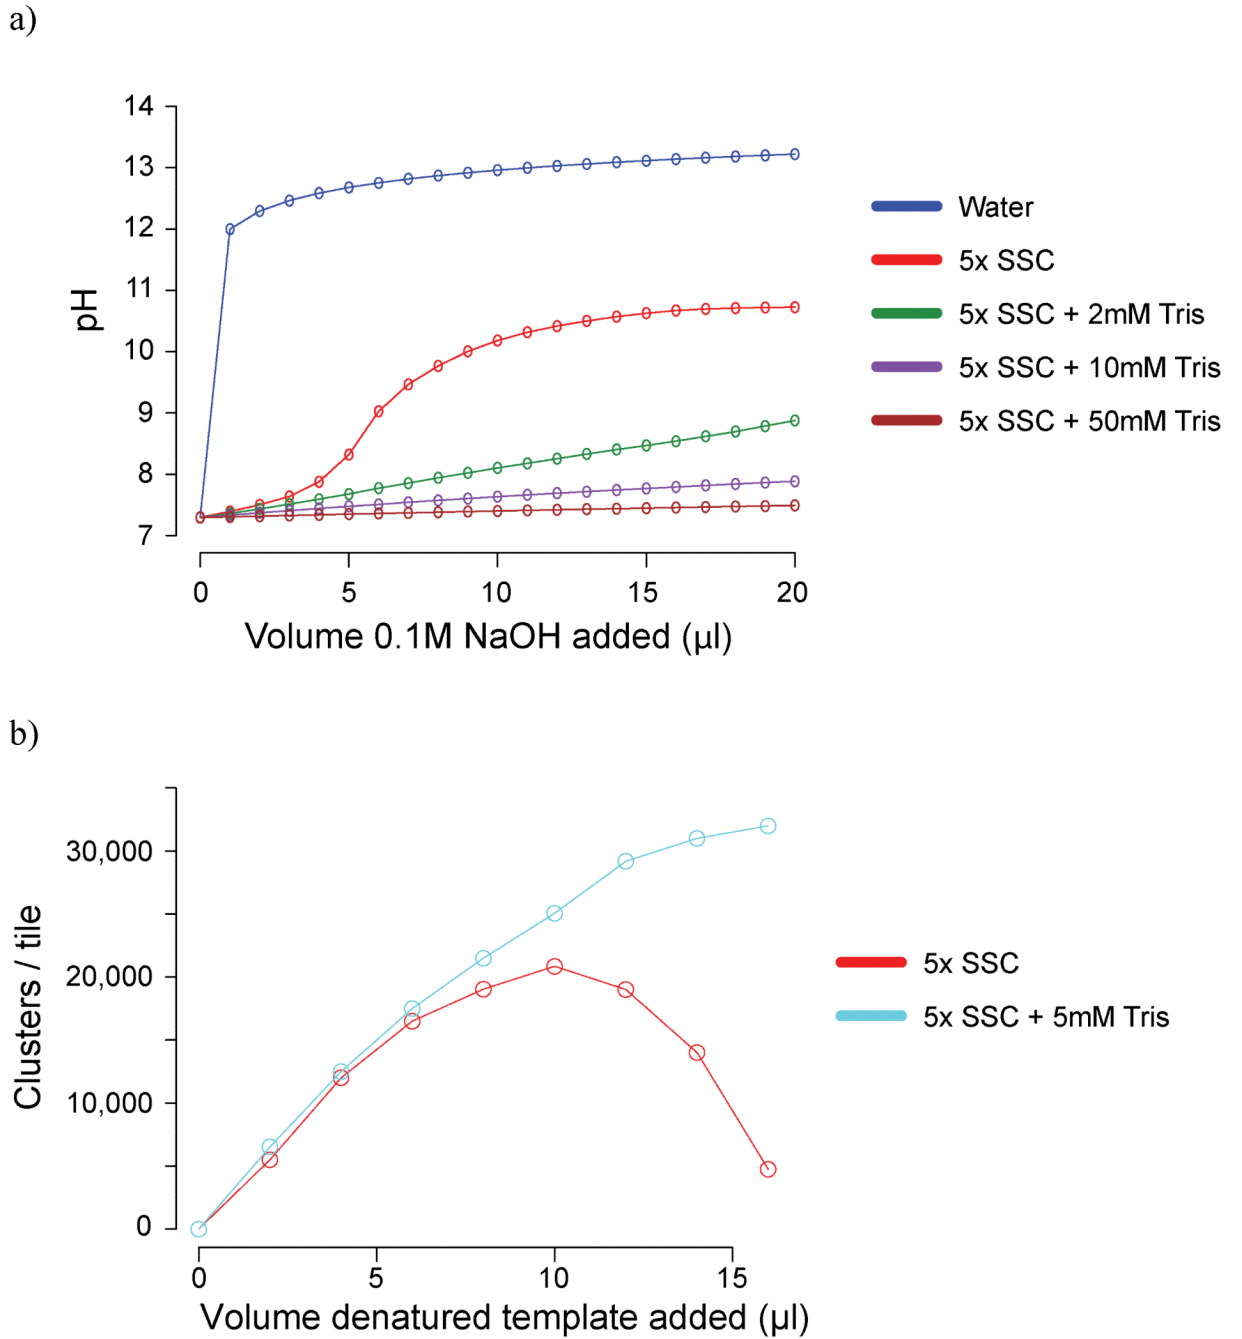 a)
14
13
12
11
10
9
8
7
pH
0 5 10 15 20
Volume 0.1M NaOH added (µl)
Water
5x SSC
5x SSC + 2mM Tris
5x SSC + 10mM Tris
5x SSC + 50mM Tris
b)
30,000
20,000
10,000
0
Clusters / tile
0 5 10 15
Volume denatured template added (µl)
5x SSC
5x SSC + 5mM Tris